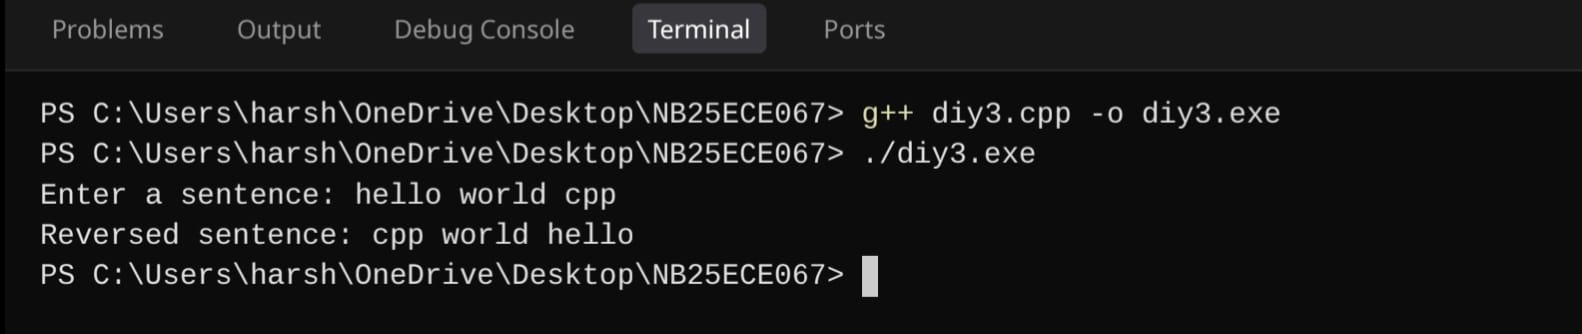 Problems Output Debug Console Terminal Ports
PS C:\Users\harsh\OneDrive\Desktop\NB25ECE067> g++ diy3.cpp -o diy3.exe
PS C:\Users\harsh\OneDrive\Desktop\NB25ECE067> ./diy3.exe
Enter a sentence: hello world cpp
Reversed sentence: cpp world hello
PS C:\Users\harsh\OneDrive\Desktop\NB25ECE067>